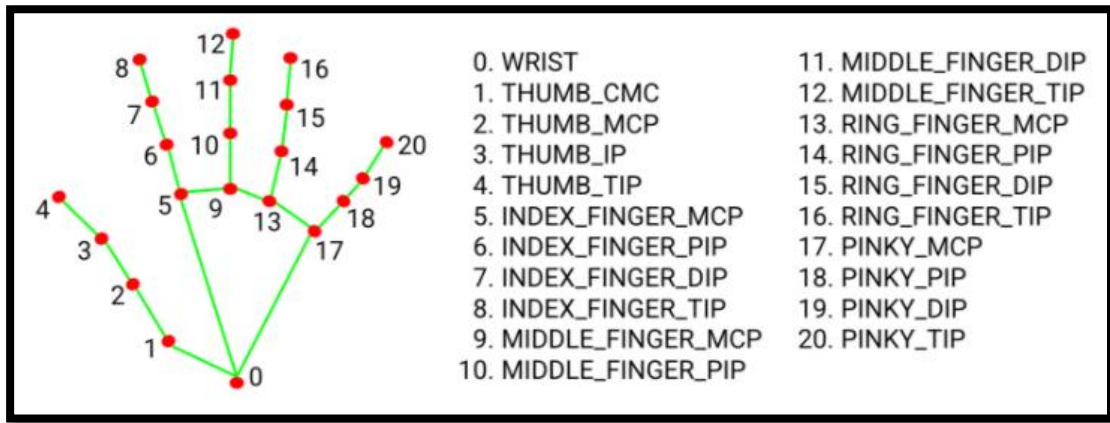 12
8
16
11
7
15
6
10
14
20
19
4
5
9
13
18
3
17
2
1
0
0. WRIST
1. THUMB_CMC
2. THUMB_MCP
3. THUMB_IP
4. THUMB_TIP
5. INDEX_FINGER_MCP
6. INDEX_FINGER_PIP
7. INDEX_FINGER_DIP
8. INDEX_FINGER_TIP
9. MIDDLE_FINGER_MCP
10. MIDDLE_FINGER_PIP
11. MIDDLE_FINGER_DIP
12. MIDDLE_FINGER_TIP
13. RING_FINGER_MCP
14. RING_FINGER_PIP
15. RING_FINGER_DIP
16. RING_FINGER_TIP
17. PINKY_MCP
18. PINKY_PIP
19. PINKY_DIP
20. PINKY_TIP